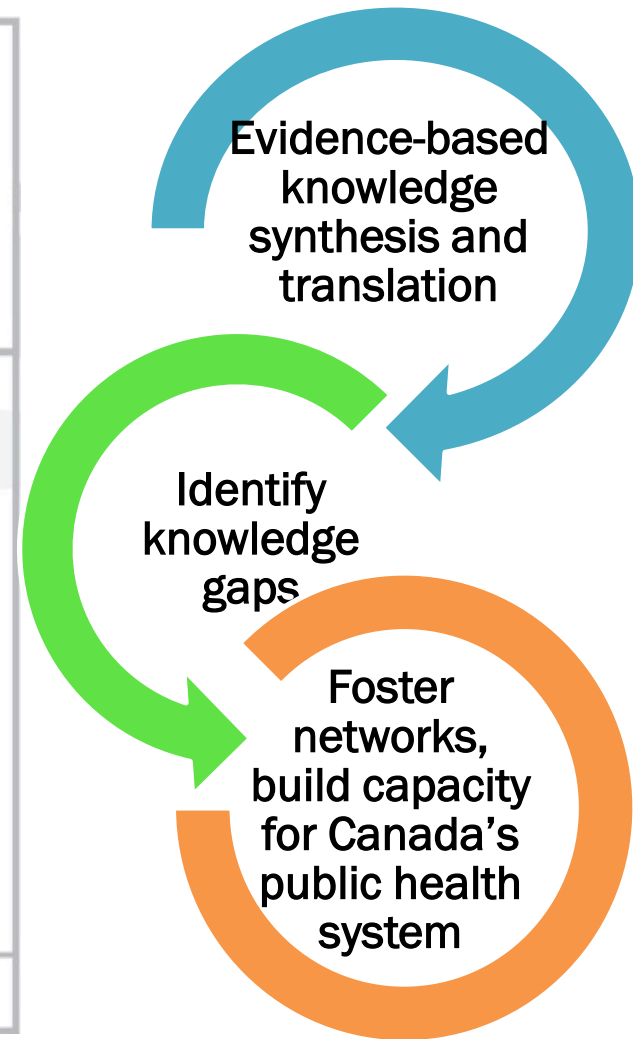 Evidence-based
knowledge
synthesis and
translation
Identify
knowledge
gaps
Foster
networks,
build capacity
for Canada’s
public health
system